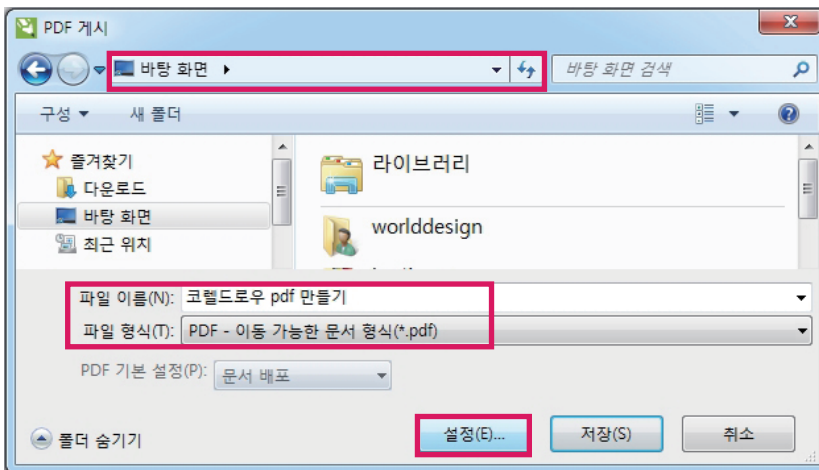 PDF 게시
바탕 화면
바탕 화면 검색
구성 새 폴더
즐겨찾기
다운로드
바탕 화면
최근 위치
라이브러리
worlddesign
파일 이름(N): 코렐드로우 pdf 만들기
파일 형식(T): PDF - 이동 가능한 문서 형식(*.pdf)
PDF 기본 설정(P): 문서 배포
폴더 숨기기
설정(E)... 저장(S) 취소